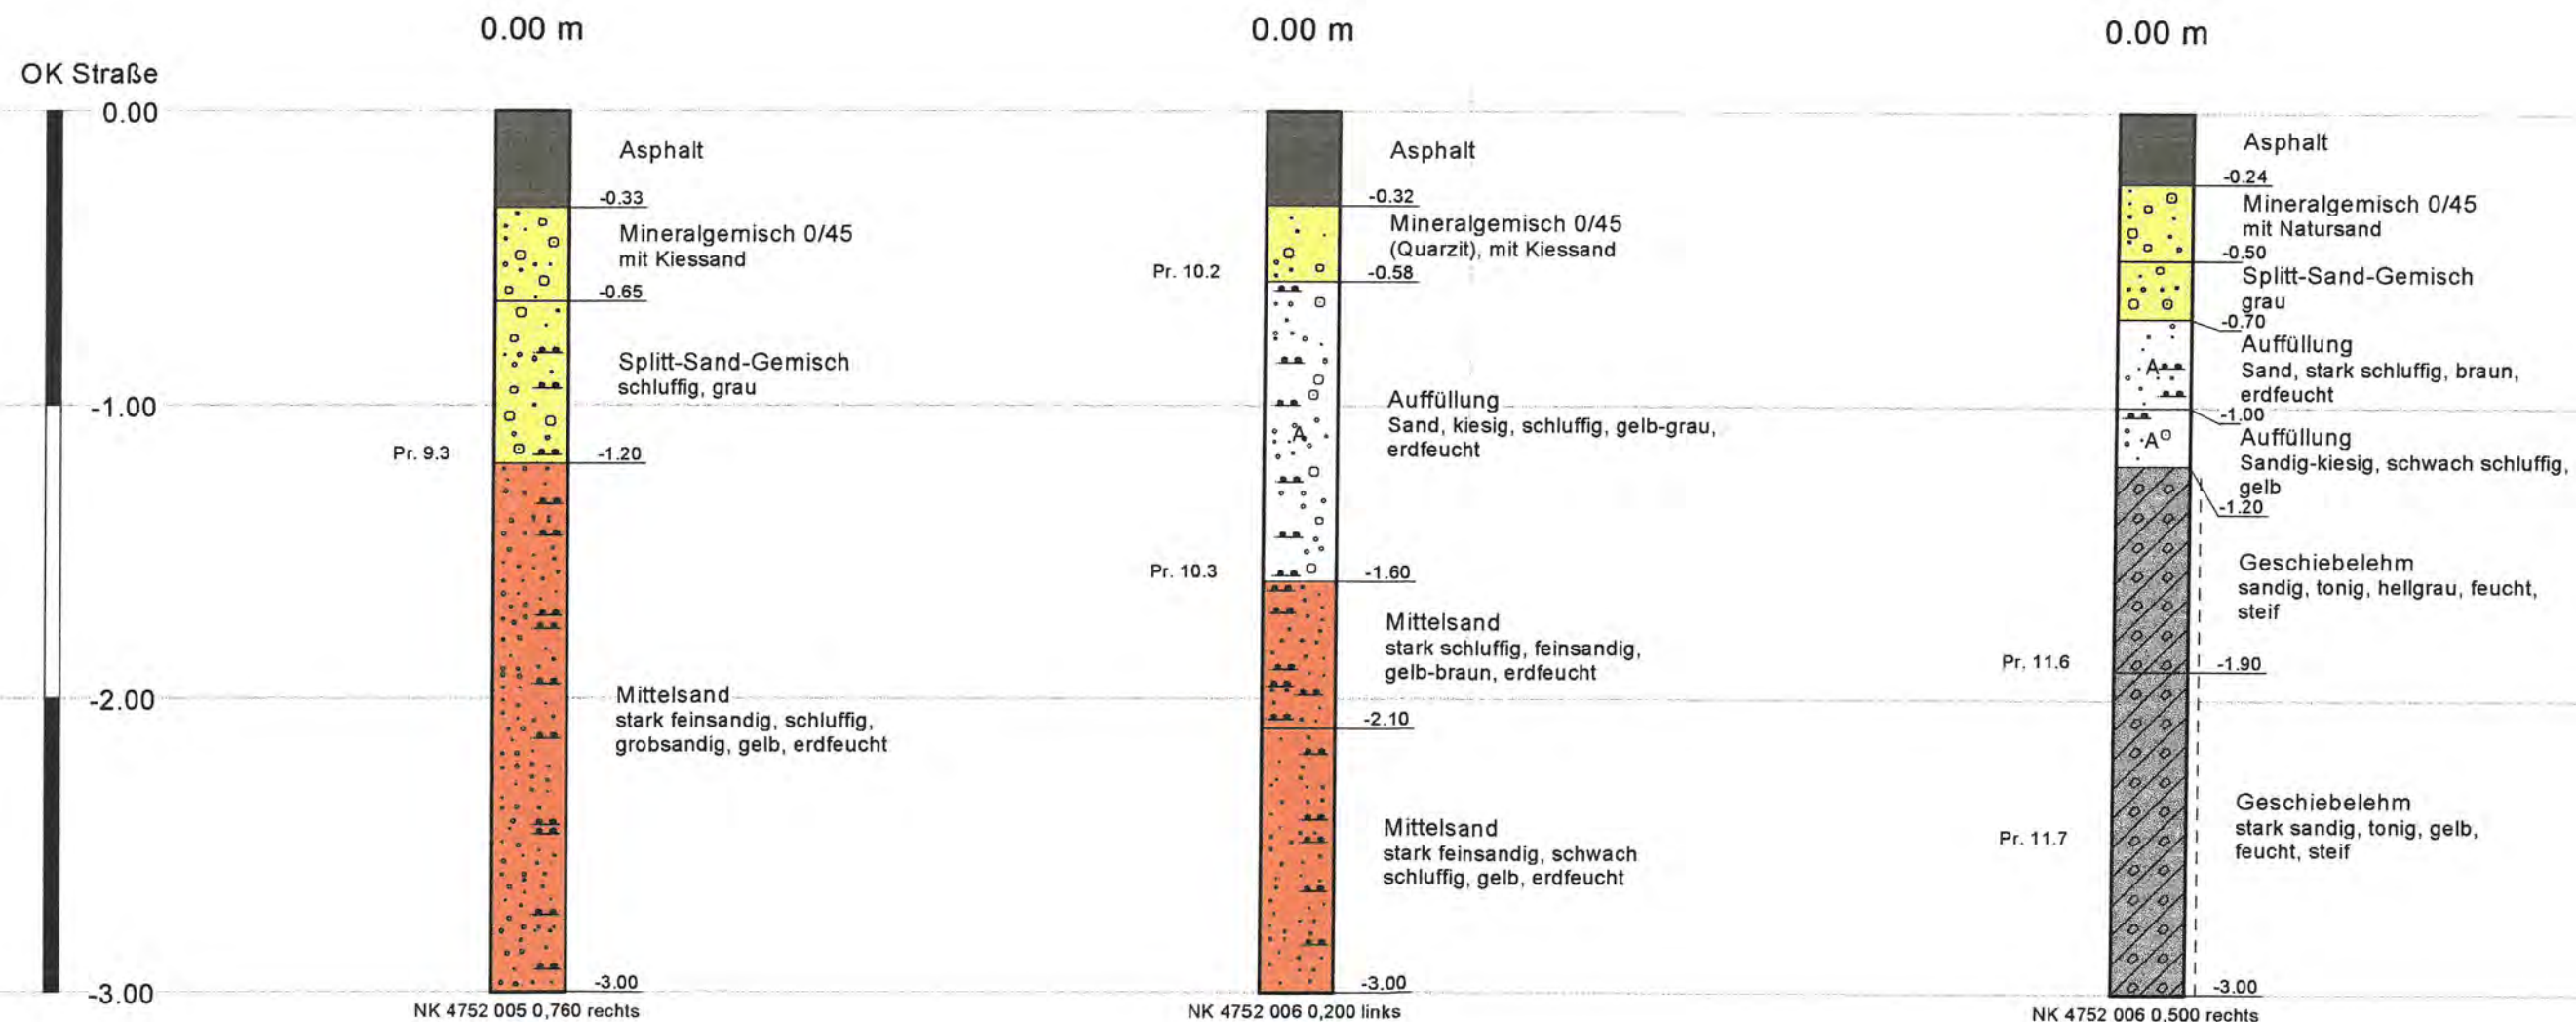 0.00 m
0.00 m
0.00 m
OK Straße
0.00
-1.00
-2.00
-3.00
Asphalt
-0.33
Mineralgemisch 0/45
mit Kiessand
-0.65
Splitt-Sand-Gemisch
schluffig, grau
Pr. 9.3
-1.20
Mittelsand
stark feinsandig, schluffig,
grobsandig, gelb, erdfeucht
-3.00
NK 4752 005 0,760 rechts
Asphalt
-0.32
Mineralgemisch 0/45
(Quarzit), mit Kiessand
Pr. 10.2
-0.58
Auffüllung
Sand, kiesig, schluffig, gelb-grau,
erdfeucht
A
Pr. 10.3
-1.60
Mittelsand
stark schluffig, feinsandig,
gelb-braun, erdfeucht
-2.10
Mittelsand
stark feinsandig, schwach
schluffig, gelb, erdfeucht
-3.00
NK 4752 006 0,200 links
Asphalt
-0.24
Mineralgemisch 0/45
mit Natursand
-0.50
Splitt-Sand-Gemisch
grau
-0.70
Auffüllung
Sand, stark schluffig, braun,
erdfeucht
A
-1.00
Auffüllung
Sandig-kiesig, schwach schluffig,
gelb
A
-1.20
Geschiebelehm
sandig, tonig, hellgrau, feucht,
steif
Pr. 11.6
-1.90
Geschiebelehm
stark sandig, tonig, gelb,
feucht, steif
Pr. 11.7
-3.00
NK 4752 006 0,500 rechts